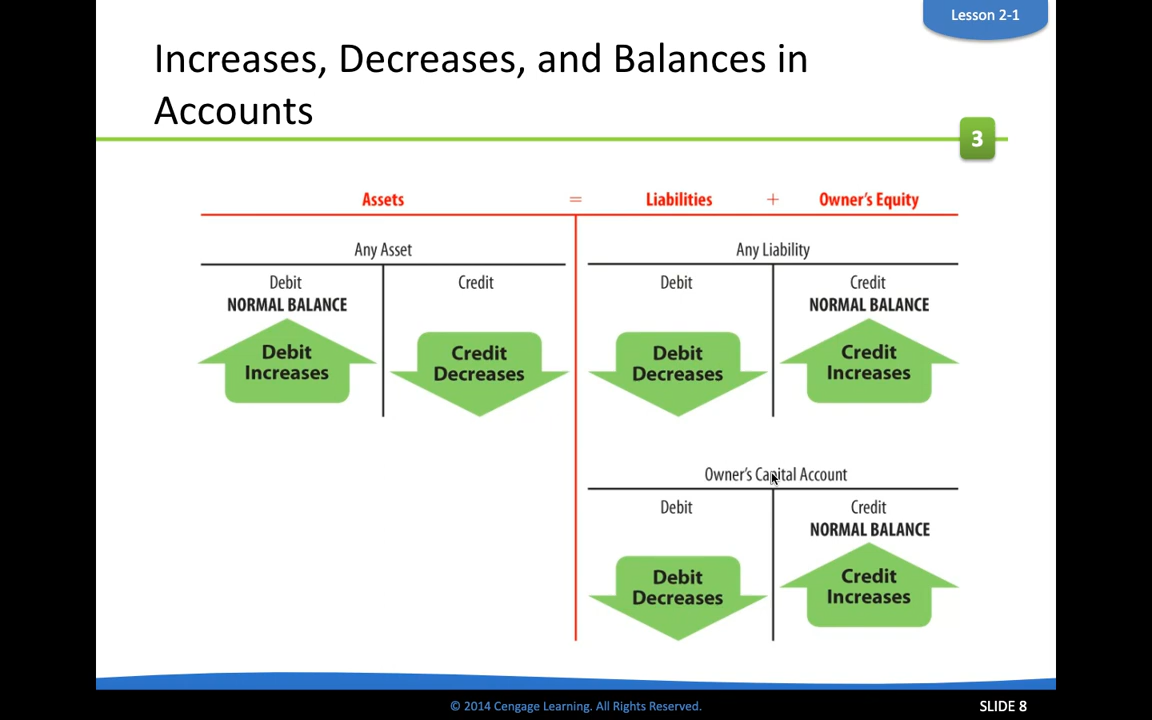 Lesson 2-1
Increases, Decreases, and Balances in
Accounts
3
Assets = Liabilities + Owner's Equity
Any Asset
Debit Credit
NORMAL BALANCE
Debit
Increases
Credit
Decreases
Any Liability
Debit Credit
NORMAL BALANCE
Debit
Decreases
Credit
Increases
Owner's Capital Account
Debit Credit
NORMAL BALANCE
Debit
Decreases
Credit
Increases
© 2014 Cengage Learning. All Rights Reserved.
SLIDE 8